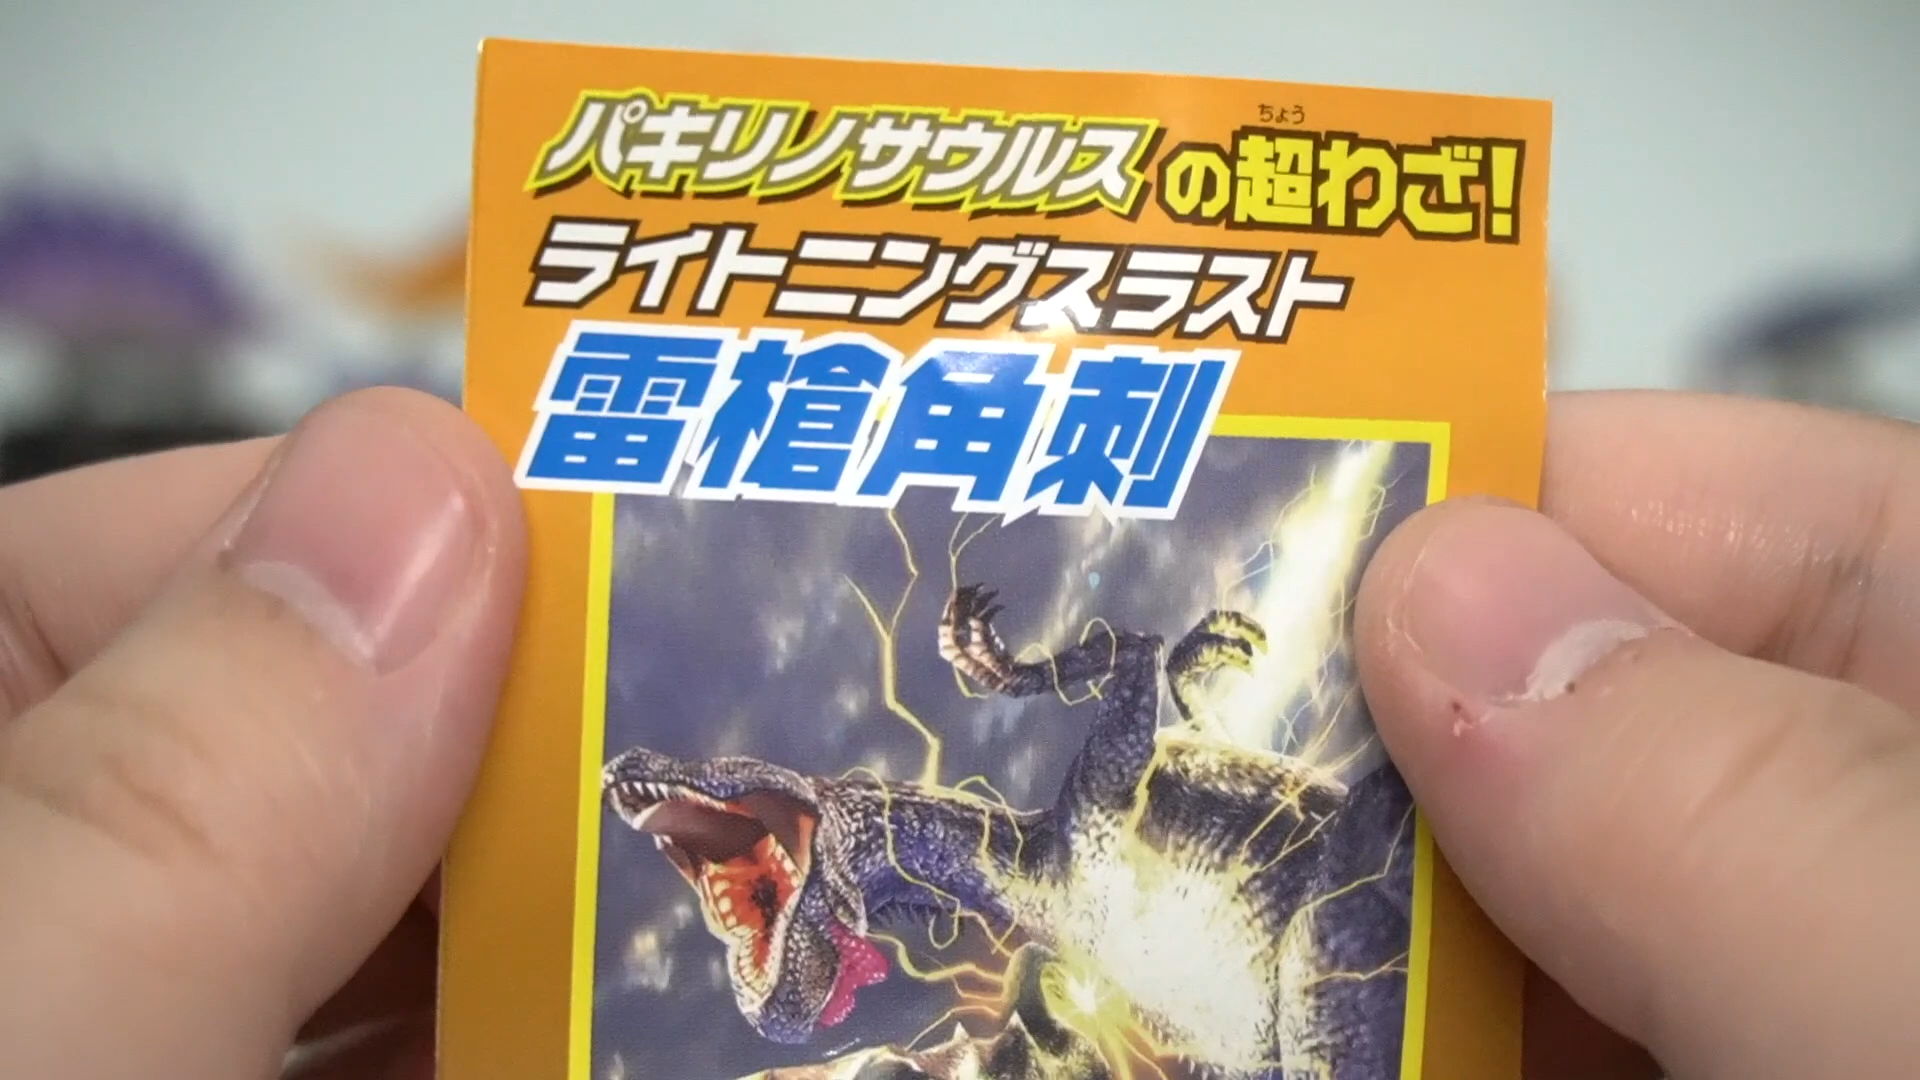 ちょう
パキリノサウルスの超わざ!
ライトニングスラスト
雷槍角刺